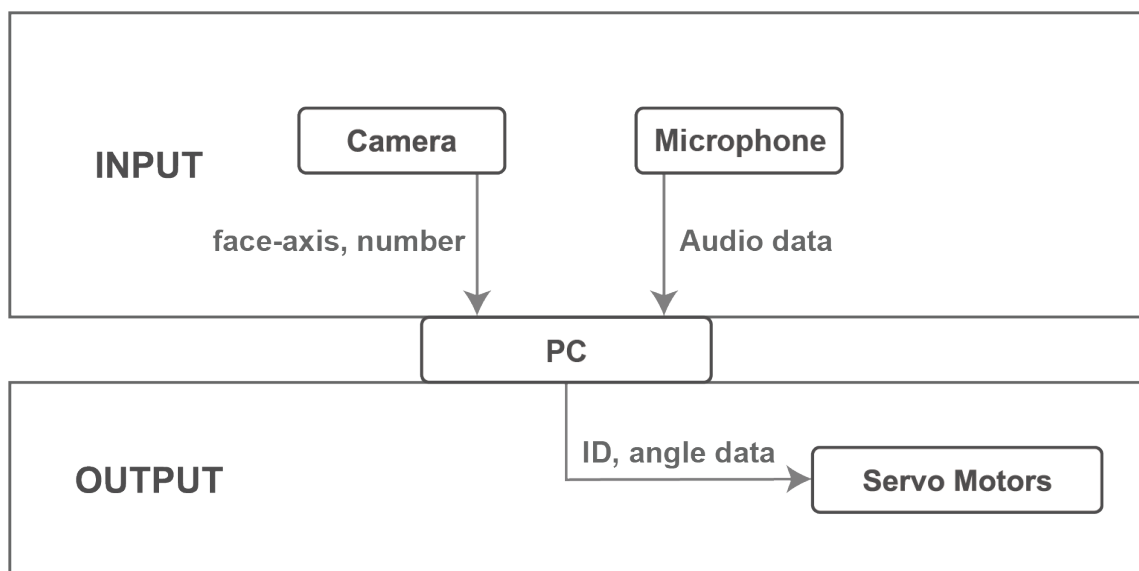 INPUT
Camera
Microphone
face-axis, number
Audio data
PC
OUTPUT
ID, angle data
Servo Motors